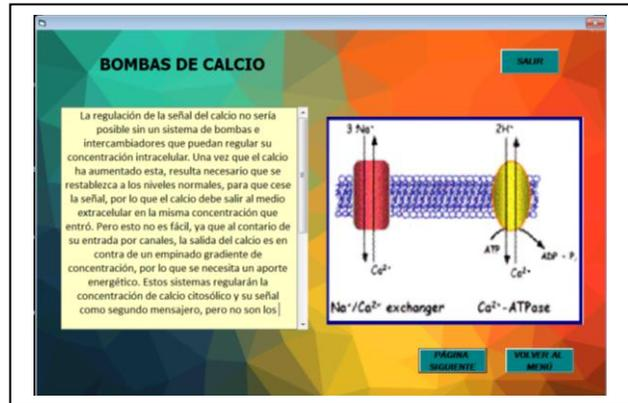 BOMBAS DE CALCIO
SALIR
La regulación de la señal del calcio no sería
posible sin un sistema de bombas e
intercambiadores que puedan regular su
concentración intracelular. Una vez que el calcio
ha aumentado esta, resulta necesario que se
restablezca a los niveles normales, para que cese
la señal, por lo que el calcio debe salir al medio
extracelular en la misma concentración que
entró. Pero esto no es fácil, ya que al contario de
su entrada por canales, la salida del calcio es en
contra de un empinado gradiente de
concentración, por lo que se necesita un aporte
energético. Estos sistemas regularán la
concentración de calcio citosólico y su señal
como segundo mensajero, pero no son los
3 Na⁺
2H⁺
ATP
ADP - Pᵢ
Ca²⁺
Ca²⁺
Na⁺/Ca²⁺ exchanger
Ca²⁺-ATPase
PÁGINA
SIGUIENTE
VOLVER AL
MENÚ